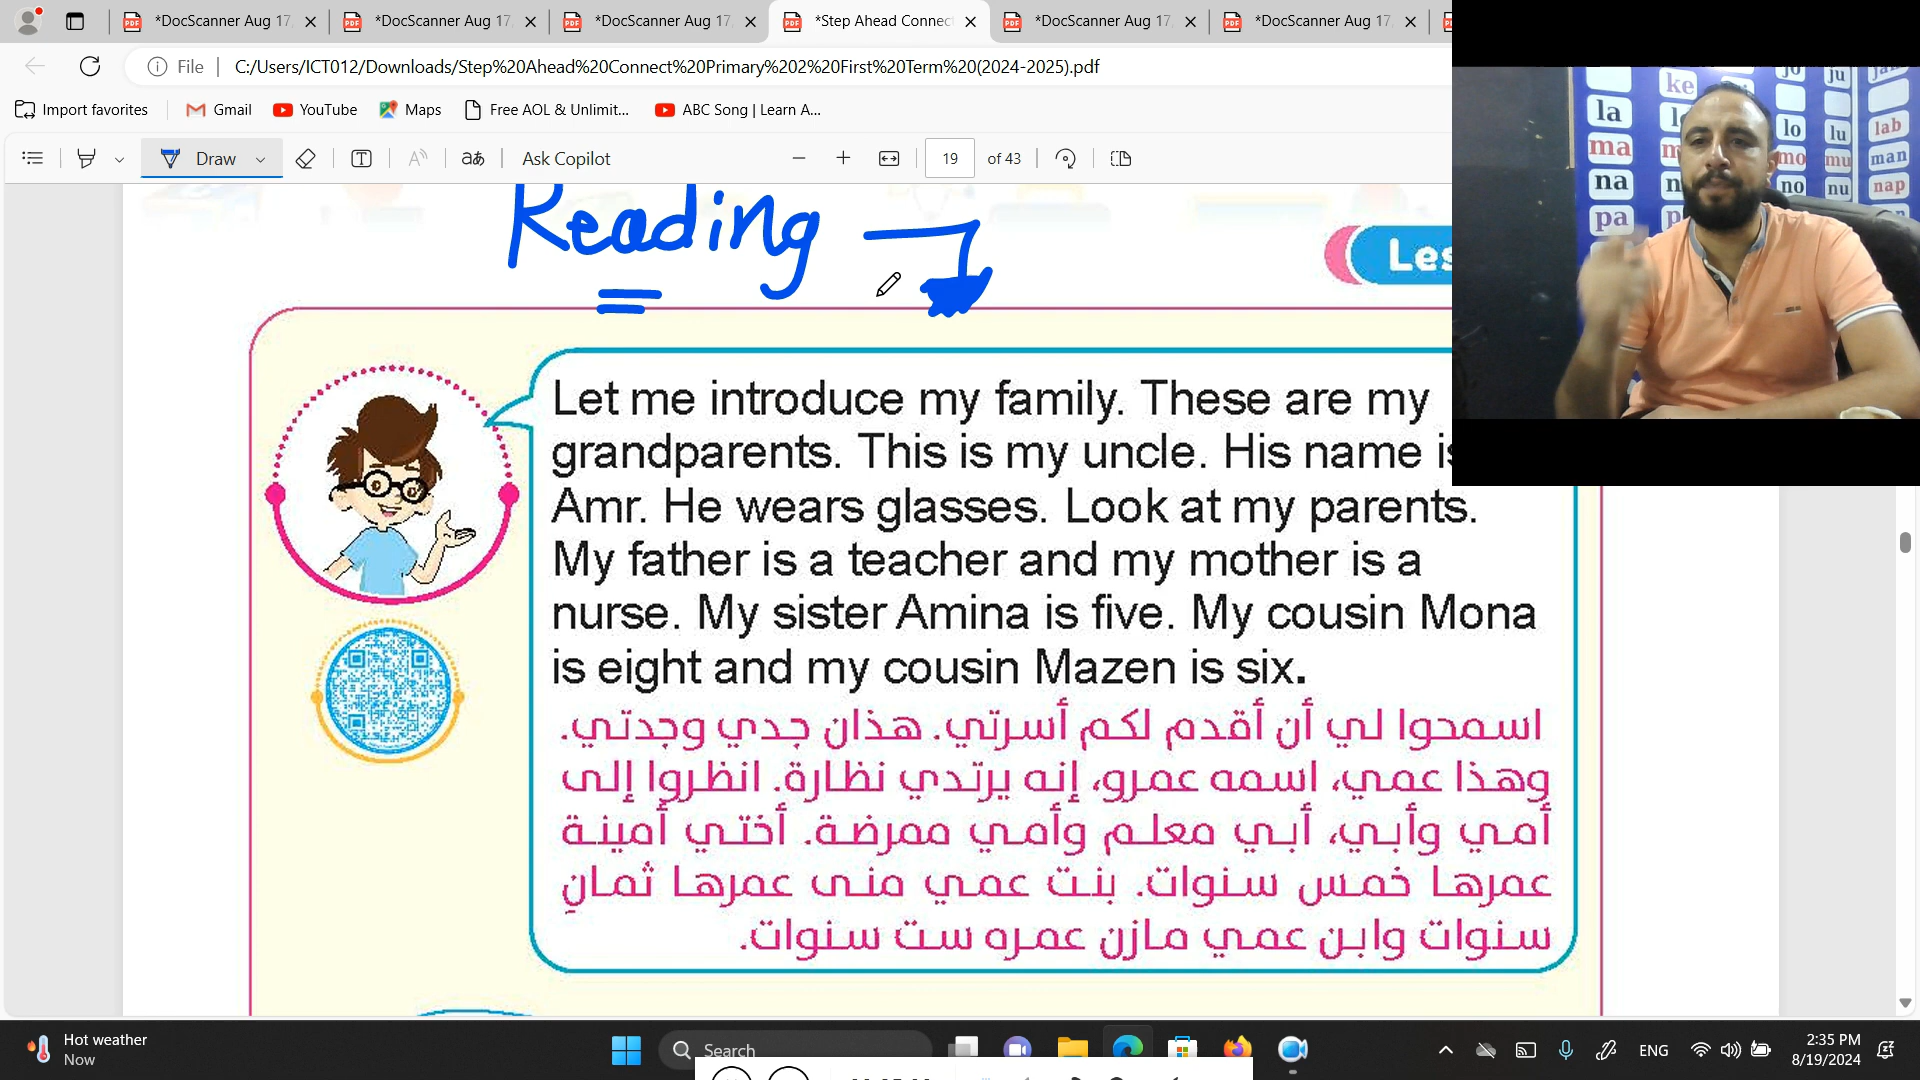 *DocScanner Aug 17, *DocScanner Aug 17, *DocScanner Aug 17, *Step Ahead Connect *DocScanner Aug 17, *DocScanner Aug 17,
File C:/Users/ICT012/Downloads/Step%20Ahead%20Connect%20Primary%202%20First%20Term%20(2024-2025).pdf
Import favorites Gmail YouTube Maps Free AOL & Unlimit... ABC Song | Learn A...
Draw Ask Copilot 19 of 43
Reading
Les
Let me introduce my family. These are my
grandparents. This is my uncle. His name is
Amr. He wears glasses. Look at my parents.
My father is a teacher and my mother is a
nurse. My sister Amina is five. My cousin Mona
is eight and my cousin Mazen is six.
اسمحوا لي أن أقدم لكم أسرتي. هذان جدي وجدتي.
وهذا عمي، اسمه عمرو، إنه يرتدي نظارة. انظروا إلى
أمي وأبي، أبي معلم وأمي ممرضة. أختي أمينة
عمرها خمس سنوات. بنت عمي منى عمرها ثمانِ
سنوات وابن عمي مازن عمره ست سنوات.
ke jo ju
la lo lu lab
ma mo mu man
na no nu nap
pa
Hot weather
Now
Search
ENG
2:35 PM
8/19/2024